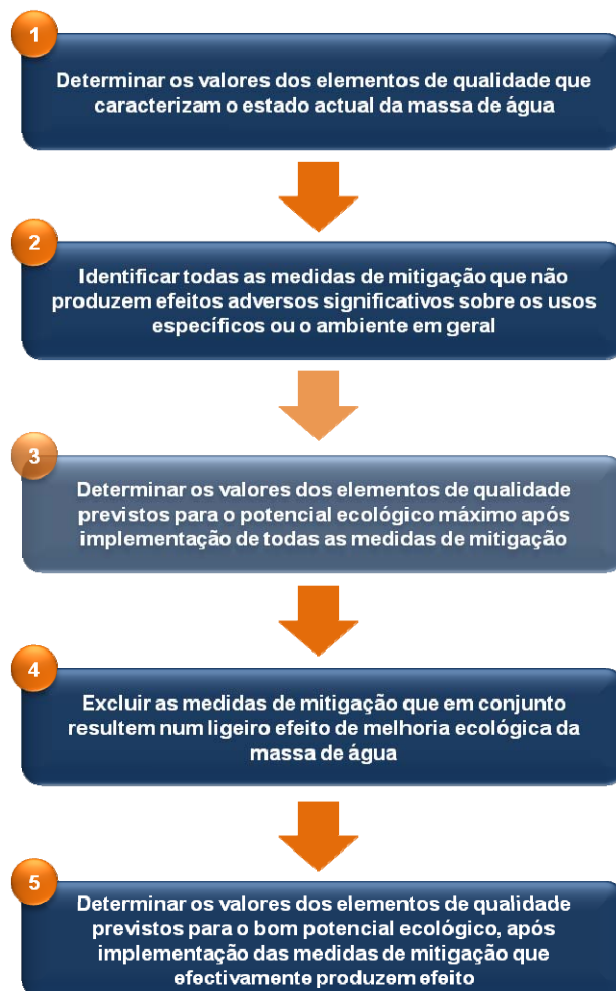 1
Determinar os valores dos elementos de qualidade que
caracterizam o estado actual da massa de água
2
Identificar todas as medidas de mitigação que não
produzem efeitos adversos significativos sobre os usos
específicos ou o ambiente em geral
3
Determinar os valores dos elementos de qualidade
previstos para o potencial ecológico máximo após
implementação de todas as medidas de mitigação
4
Excluir as medidas de mitigação que em conjunto
resultem num ligeiro efeito de melhoria ecológica da
massa de água
5
Determinar os valores dos elementos de qualidade
previstos para o bom potencial ecológico, após
implementação das medidas de mitigação que
efectivamente produzem efeito